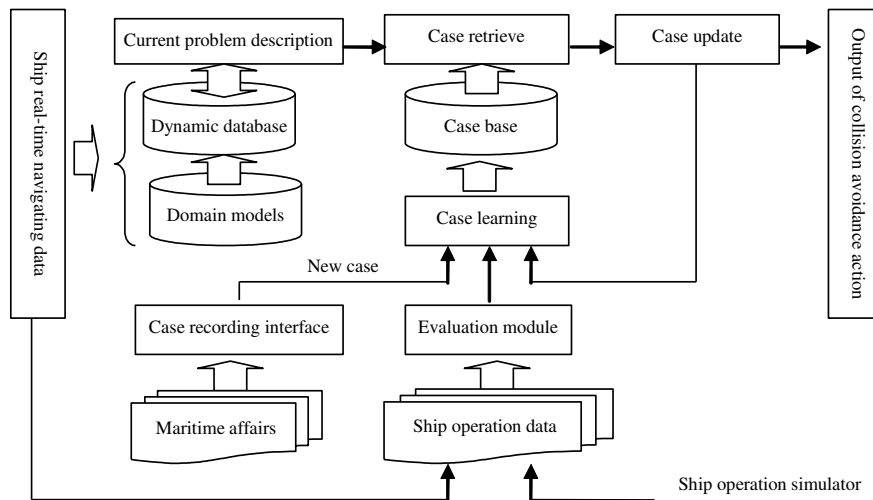 Ship real-time navigating data
Current problem description
Case retrieve
Case update
Output of collision avoidance action
Dynamic database
Case base
Domain models
Case learning
New case
Case recording interface
Evaluation module
Maritime affairs
Ship operation data
Ship operation simulator